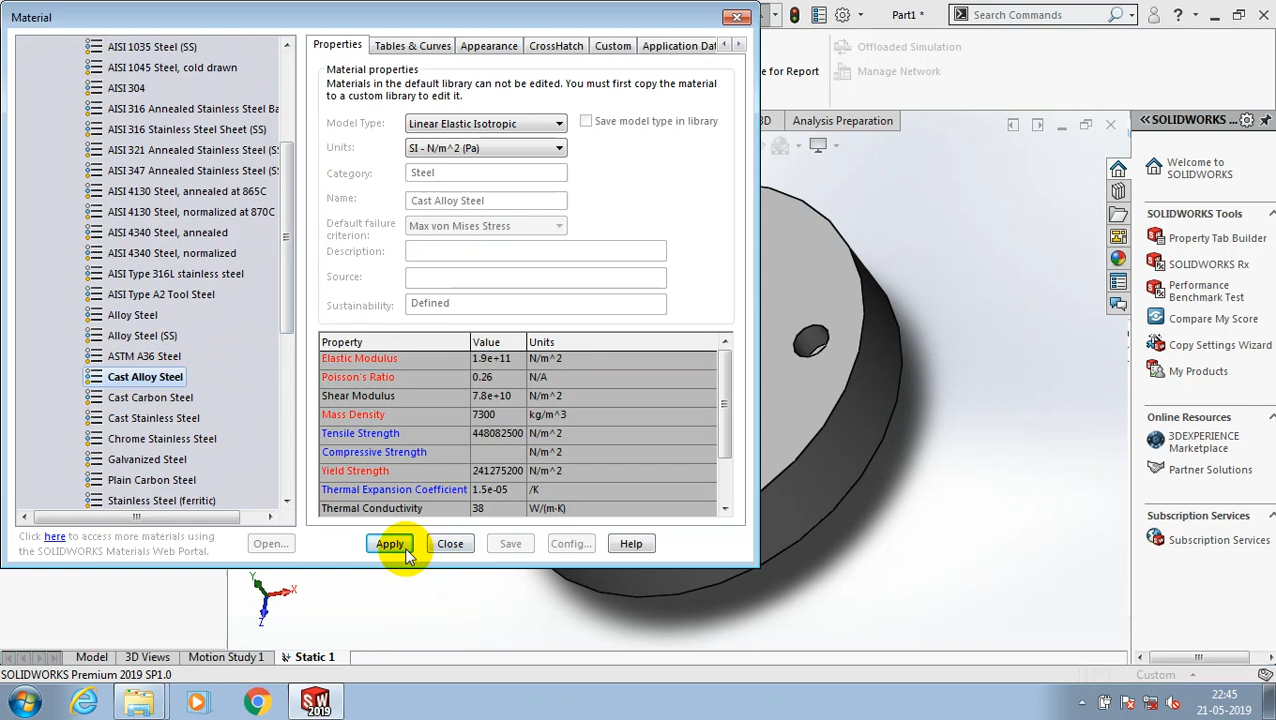 Material
Part1 *
Search Commands
AISI 1035 Steel (SS)
AISI 1045 Steel, cold drawn
AISI 304
AISI 316 Annealed Stainless Steel Ba
AISI 316 Stainless Steel Sheet (SS)
AISI 321 Annealed Stainless Steel (S
AISI 347 Annealed Stainless Steel (S
AISI 4130 Steel, annealed at 865C
AISI 4130 Steel, normalized at 870C
AISI 4340 Steel, annealed
AISI 4340 Steel, normalized
AISI Type 316L stainless steel
AISI Type A2 Tool Steel
Alloy Steel
Alloy Steel (SS)
ASTM A36 Steel
Cast Alloy Steel
Cast Carbon Steel
Cast Stainless Steel
Chrome Stainless Steel
Galvanized Steel
Plain Carbon Steel
Stainless Steel (ferritic)
Click here to access more materials using
the SOLIDWORKS Materials Web Portal.
Open...
Properties Tables & Curves Appearance CrossHatch Custom Application Dat
Material properties
Materials in the default library can not be edited. You must first copy the material
to a custom library to edit it.
Model Type: Linear Elastic Isotropic Save model type in library
Units: SI - N/m^2 (Pa)
Category: Steel
Name: Cast Alloy Steel
Default failure
criterion: Max von Mises Stress
Description:
Source:
Sustainability: Defined
Property Value Units
Elastic Modulus 1.9e+11 N/m^2
Poisson's Ratio 0.26 N/A
Shear Modulus 7.8e+10 N/m^2
Mass Density 7300 kg/m^3
Tensile Strength 448082500 N/m^2
Compressive Strength N/m^2
Yield Strength 241275200 N/m^2
Thermal Expansion Coefficient 1.5e-05 /K
Thermal Conductivity 38 W/(m·K)
Apply Close Save Config... Help
Offloaded Simulation
e for Report Manage Network
3D Analysis Preparation
SOLIDWORKS Re
Welcome to
SOLIDWORKS
SOLIDWORKS Tools
Property Tab Builder
SOLIDWORKS Rx
Performance
Benchmark Test
Compare My Score
Copy Settings Wizard
My Products
Online Resources
3DEXPERIENCE
Marketplace
Partner Solutions
Subscription Services
Subscription Services
Y X Z
Model 3D Views Motion Study 1 Static 1
SOLIDWORKS Premium 2019 SP1.0
Custom
SW
2019
22:45
21-05-2019